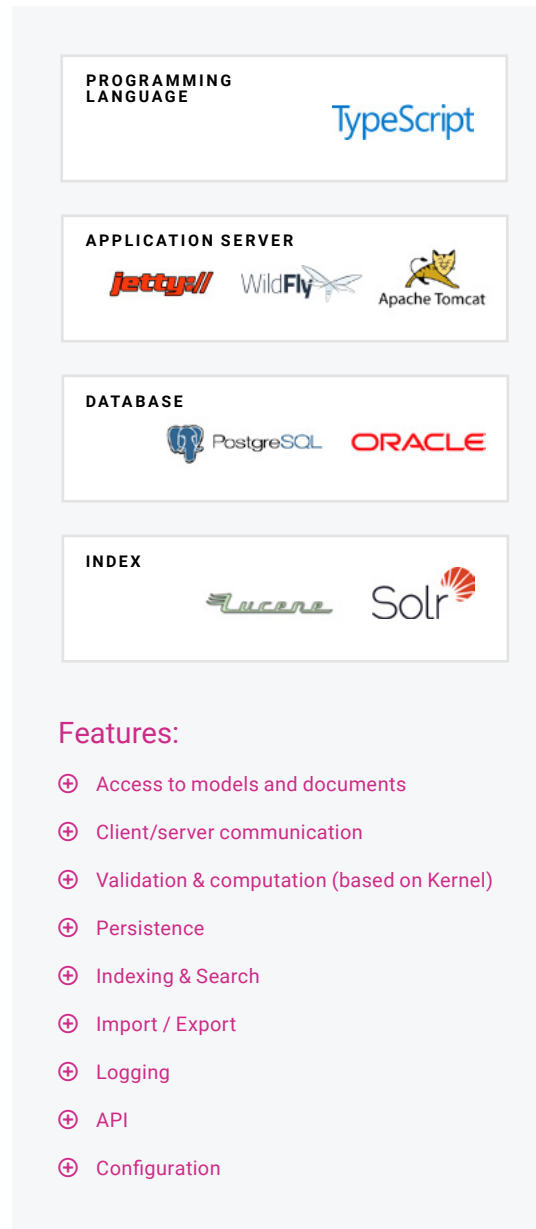 PROGRAMMING
LANGUAGE
TypeScript
APPLICATION SERVER
jetty://
WildFly
Apache Tomcat
DATABASE
PostgreSQL
ORACLE
INDEX
Lucene
Solr
Features:
Access to models and documents
Client/server communication
Validation & computation (based on Kernel)
Persistence
Indexing & Search
Import / Export
Logging
API
Configuration